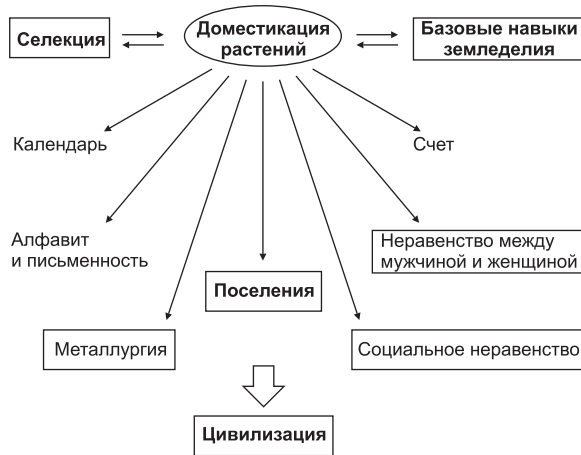 Селекция
Доместикация
растений
Базовые навыки
земледелия
Календарь
Счет
Алфавит
и письменность
Неравенство между
мужчиной и женщиной
Поселения
Металлургия
Социальное неравенство
Цивилизация